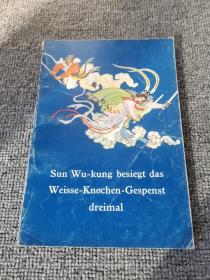 Sun Wu-kung besiegt das
Weisse-Knochen-Gespenst
dreimal